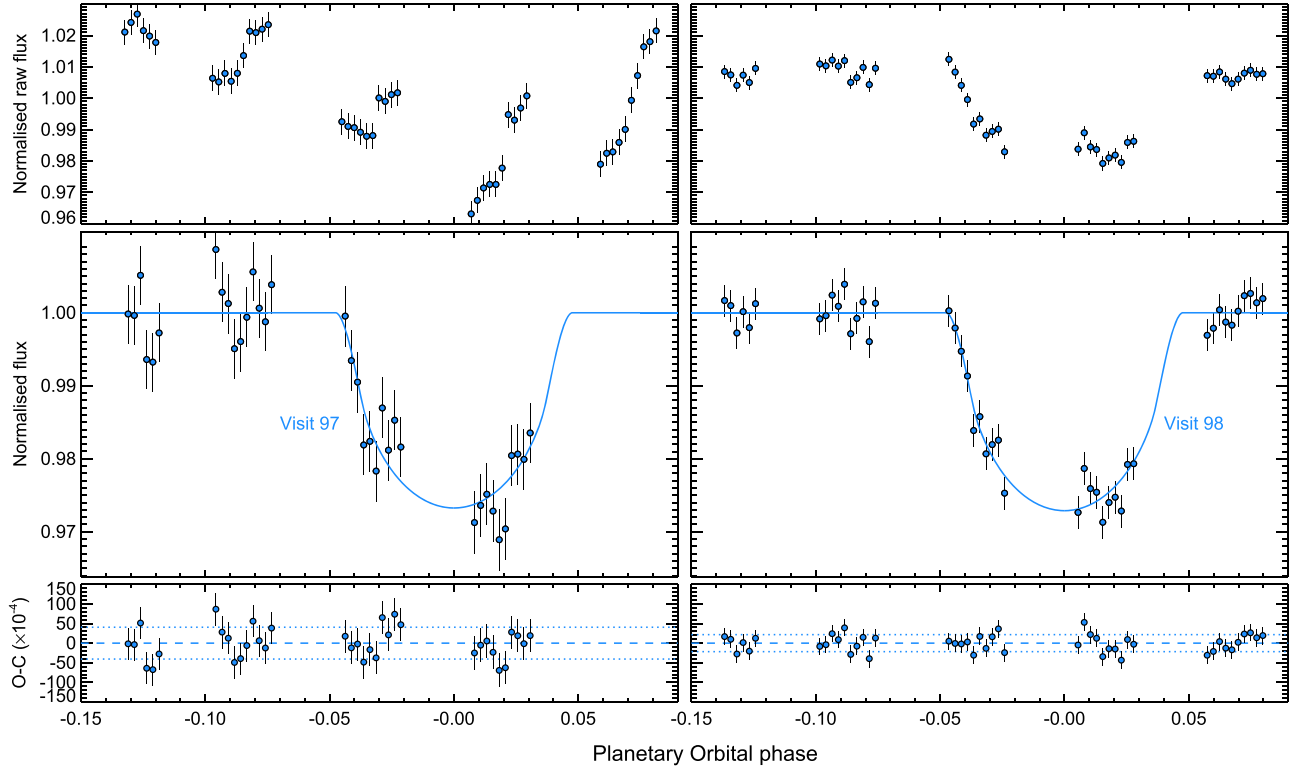 Normalised raw flux
1.02
1.01
1.00
0.99
0.98
0.97
0.96
Normalised flux
1.00
0.99
0.98
0.97
Visit 97
Visit 98
O-C (×10⁻⁴)
150
100
50
0
-50
-100
150
-0.15 -0.10 -0.05 -0.00 0.05 -0.15 -0.10 -0.05 -0.00 0.05
Planetary Orbital phase